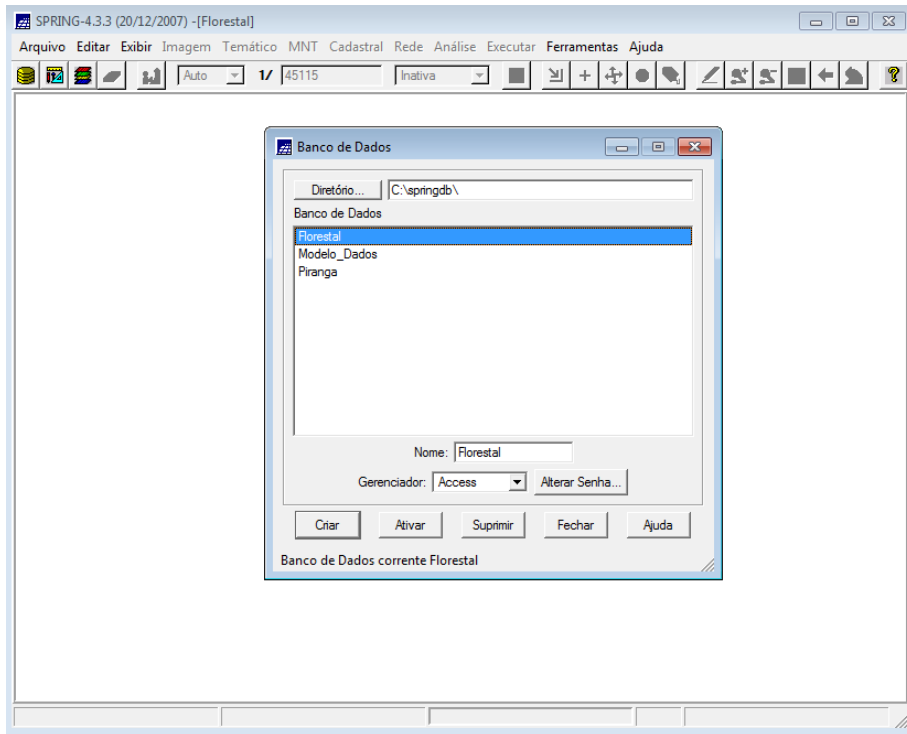 SPRING-4.3.3 (20/12/2007) -[Florestal]
Arquivo Editar Exibir Imagem Temático MNT Cadastral Rede Análise Executar Ferramentas Ajuda
Auto 1/ 45115 Inativa ?
Banco de Dados
Diretório... C:\springdb\
Banco de Dados
Florestal
Modelo_Dados
Piranga
Nome: Florestal
Gerenciador: Access Alterar Senha...
Criar Ativar Suprimir Fechar Ajuda
Banco de Dados corrente Florestal